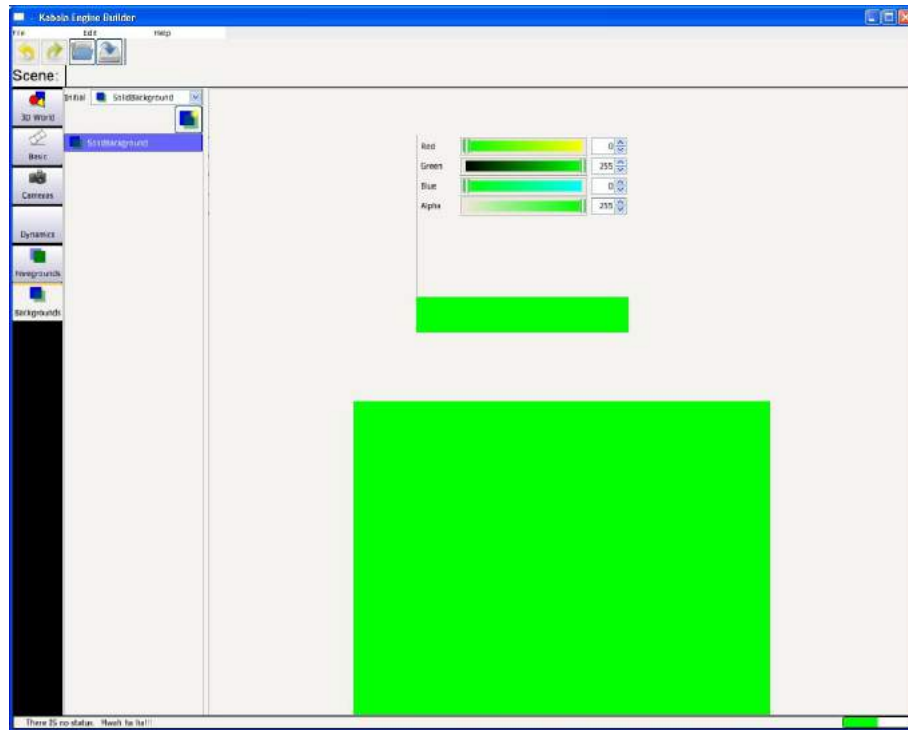 - Kabala Engine Builder
File Edit Help
Scene:
3D World
Basic
Cameras
Dynamics
Foregrounds
Backgrounds
Initial SolidBackground
SolidBackground
Red 0
Green 255
Blue 0
Alpha 255
There IS no status. Mwah ha ha!!!